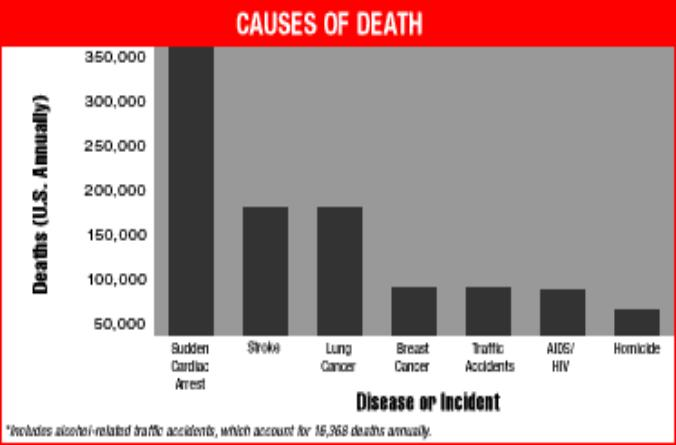 CAUSES OF DEATH
Deaths (U.S. Annually)
350,000
300,000
250,000
200,000
150,000
100,000
50,000
Sudden
Cardiac
Arrest
Stroke
Lung
Cancer
Breast
Cancer
Traffic
Accidents
AIDS/
HIV
Homicide
Disease or Incident
*Includes alcohol-related traffic accidents, which account for 16,368 deaths annually.